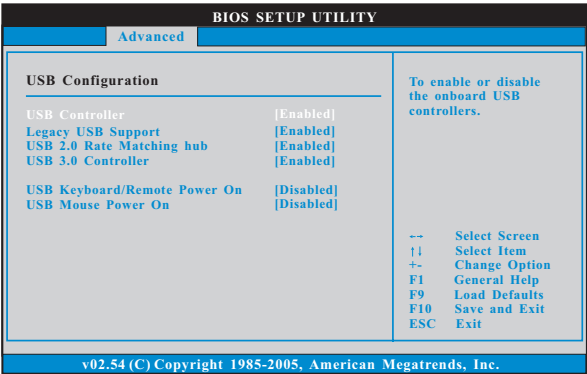 BIOS SETUP UTILITY
Advanced
USB Configuration
USB Controller [Enabled]
Legacy USB Support [Enabled]
USB 2.0 Rate Matching hub [Enabled]
USB 3.0 Controller [Enabled]
USB Keyboard/Remote Power On [Disabled]
USB Mouse Power On [Disabled]
To enable or disable
the onboard USB
controllers.
←→ Select Screen
↑↓ Select Item
+- Change Option
F1 General Help
F9 Load Defaults
F10 Save and Exit
ESC Exit
v02.54 (C) Copyright 1985-2005, American Megatrends, Inc.